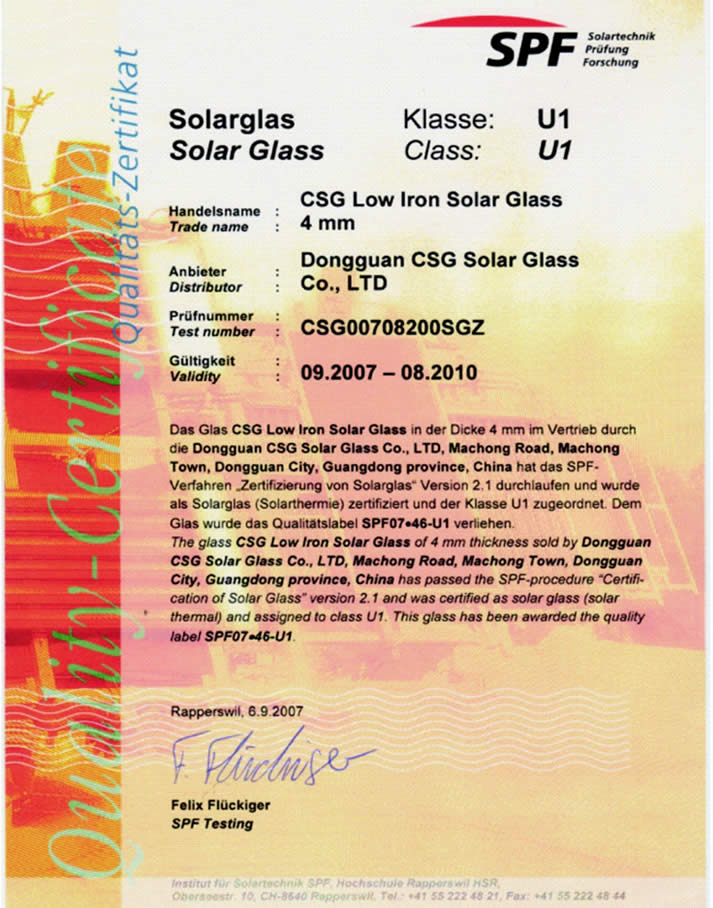 SPF
Solartechnik
Prüfung
Forschung
Qualitäts-Zertifikat
Quality-Certificate
Solarglas Klasse: U1
Solar Glass Class: U1
Handelsname : CSG Low Iron Solar Glass
Trade name : 4 mm
Anbieter : Dongguan CSG Solar Glass
Distributor : Co., LTD
Prüfnummer :
Test number : CSG00708200SGZ
Gültigkeit :
Validity : 09.2007 – 08.2010
Das Glas CSG Low Iron Solar Glass in der Dicke 4 mm im Vertrieb durch
die Dongguan CSG Solar Glass Co., LTD, Machong Road, Machong
Town, Dongguan City, Guangdong province, China hat das SPF-
Verfahren „Zertifizierung von Solarglas“ Version 2.1 durchlaufen und wurde
als Solarglas (Solarthermie) zertifiziert und der Klasse U1 zugeordnet. Dem
Glas wurde das Qualitätslabel SPF07•46-U1 verliehen.
The glass CSG Low Iron Solar Glass of 4 mm thickness sold by Dongguan
CSG Solar Glass Co., LTD, Machong Road, Machong Town, Dongguan
City, Guangdong province, China has passed the SPF-procedure “Certifi-
cation of Solar Glass” version 2.1 and was certified as solar glass (solar
thermal) and assigned to class U1. This glass has been awarded the quality
label SPF07•46-U1.
Rapperswil, 6.9.2007
F. Flückiger
Felix Flückiger
SPF Testing
Institut für Solartechnik SPF, Hochschule Rapperswil HSR,
Oberseestr. 10, CH-8640 Rapperswil, Tel.: +41 55 222 48 21, Fax: +41 55 222 48 44